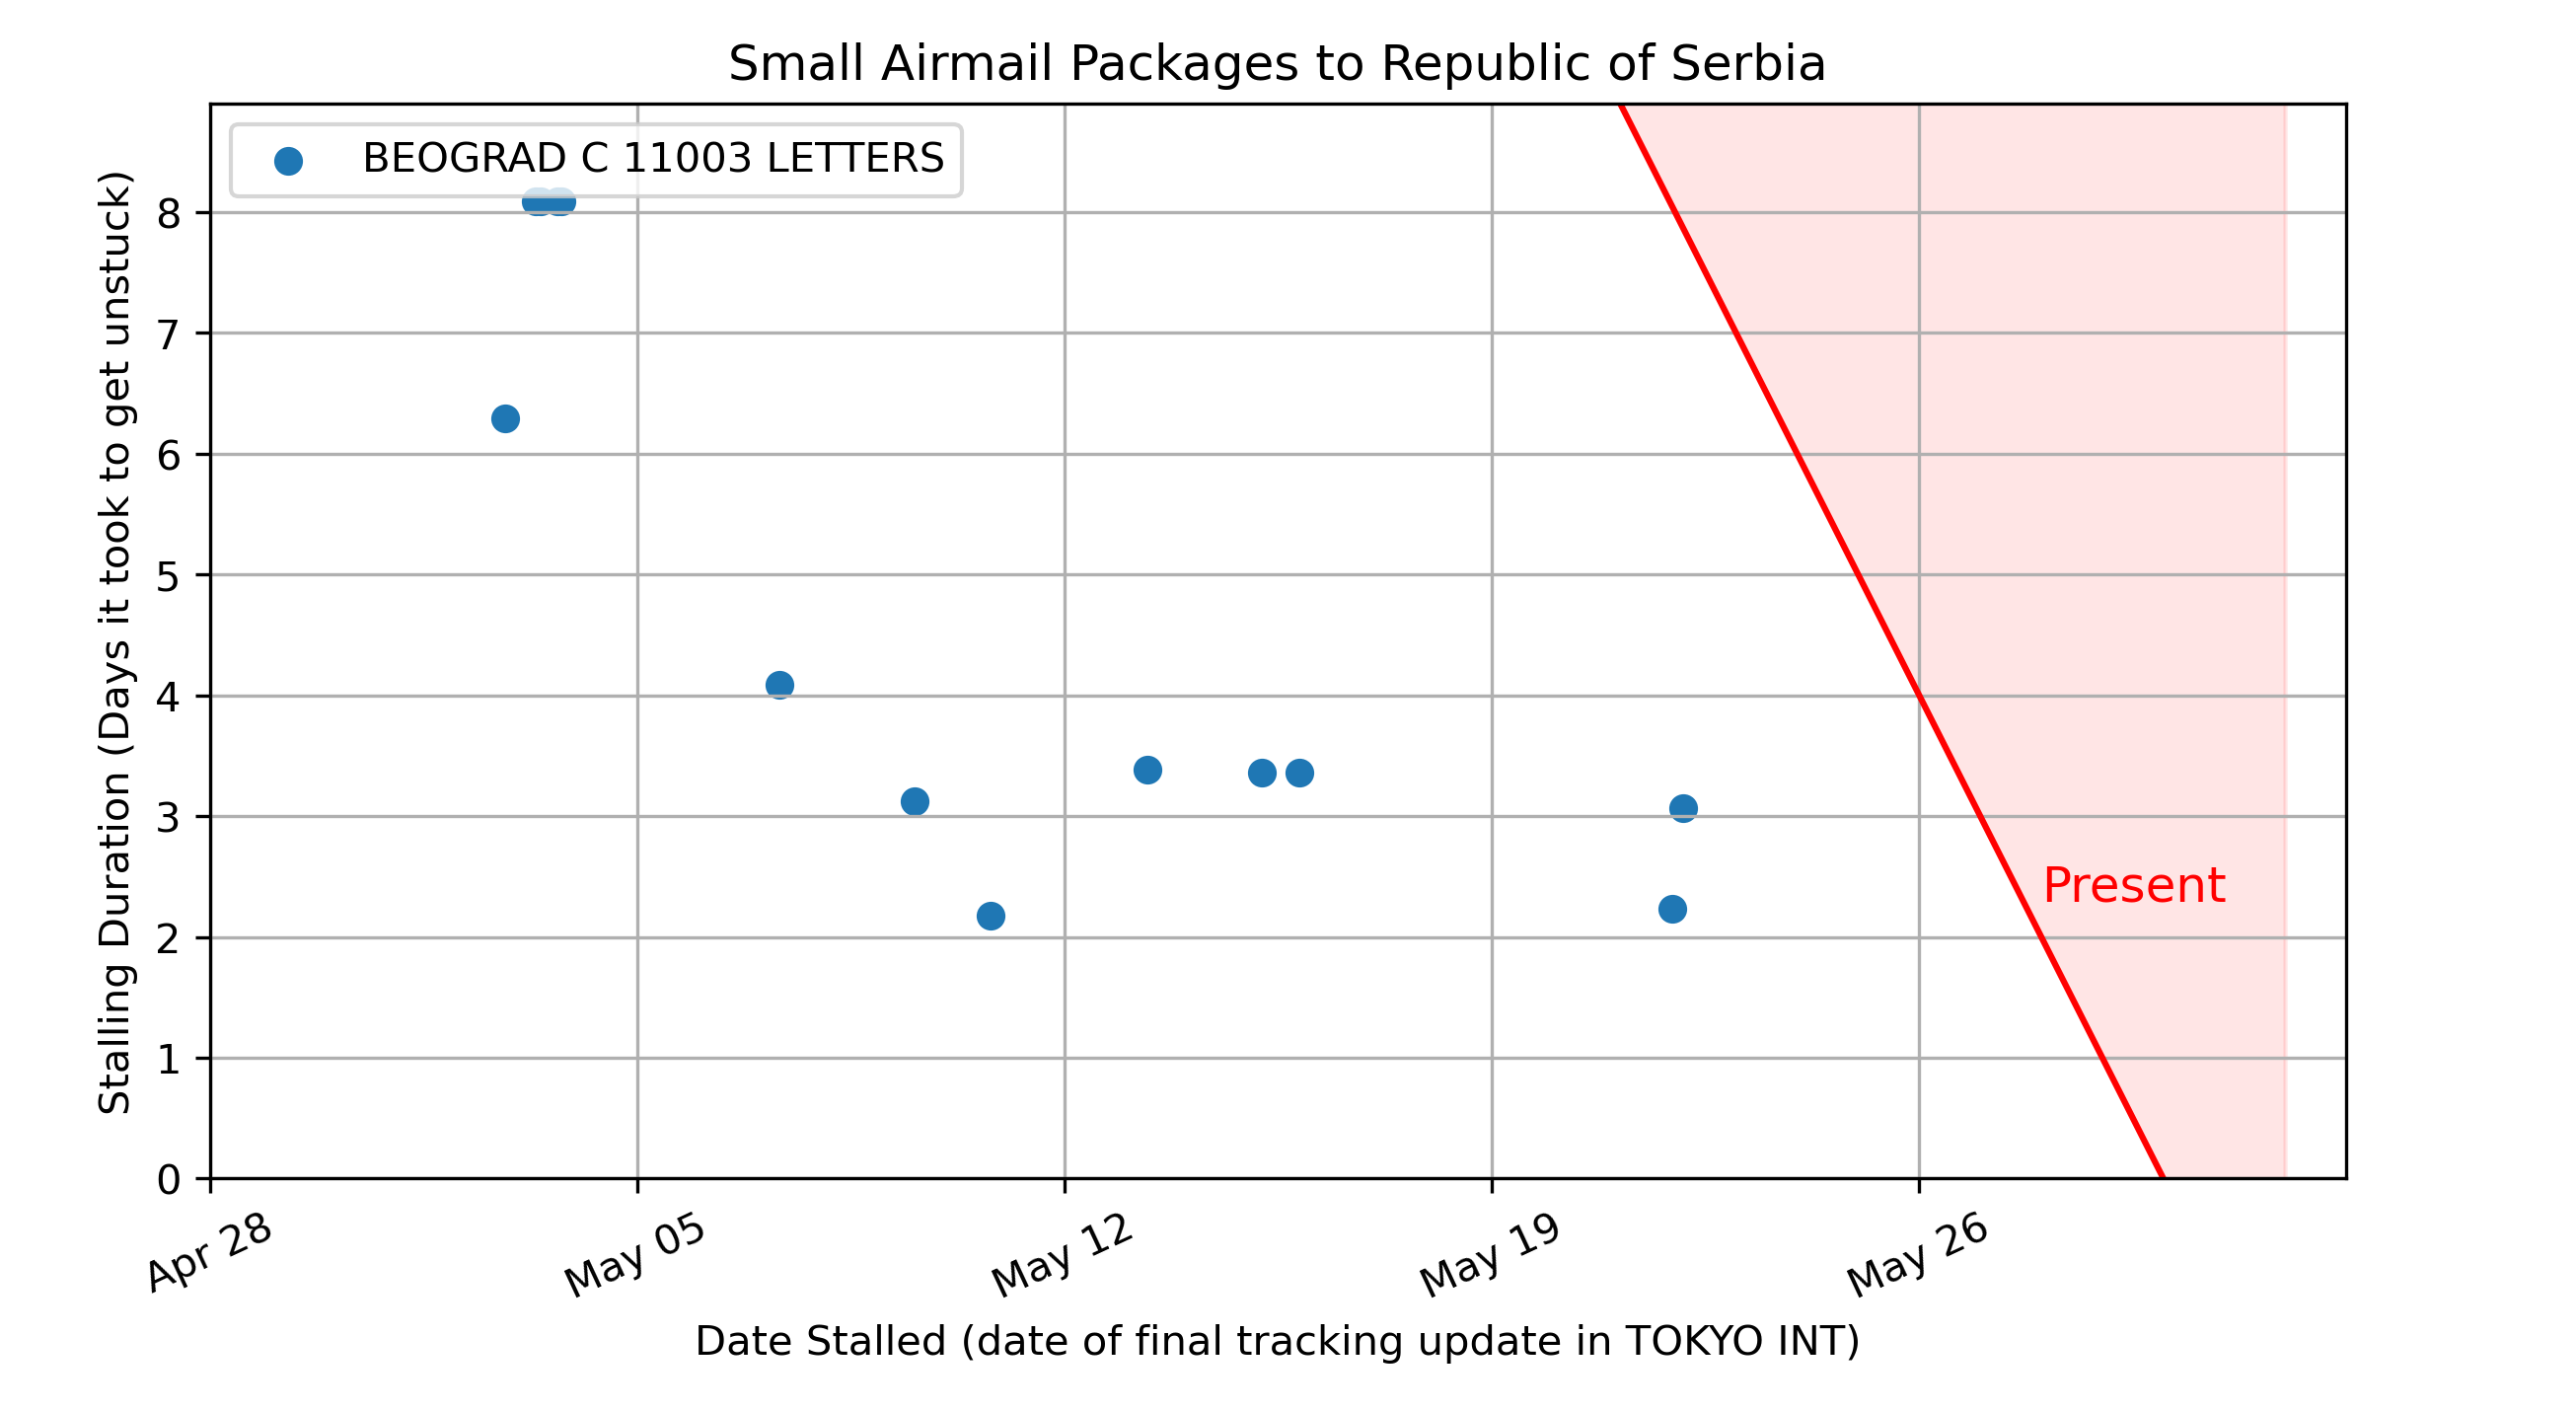 Small Airmail Packages to Republic of Serbia
BEOGRAD C 11003 LETTERS
Stalling Duration (Days it took to get unstuck)
8
7
6
5
4
3
2
1
0
Present
Apr 28
May 05
May 12
May 19
May 26
Date Stalled (date of final tracking update in TOKYO INT)